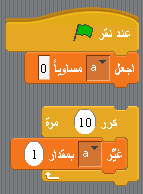 عند نقر
اجعل a مساوياً 0
كرر 10 مرة
غيّر a بمقدار 1